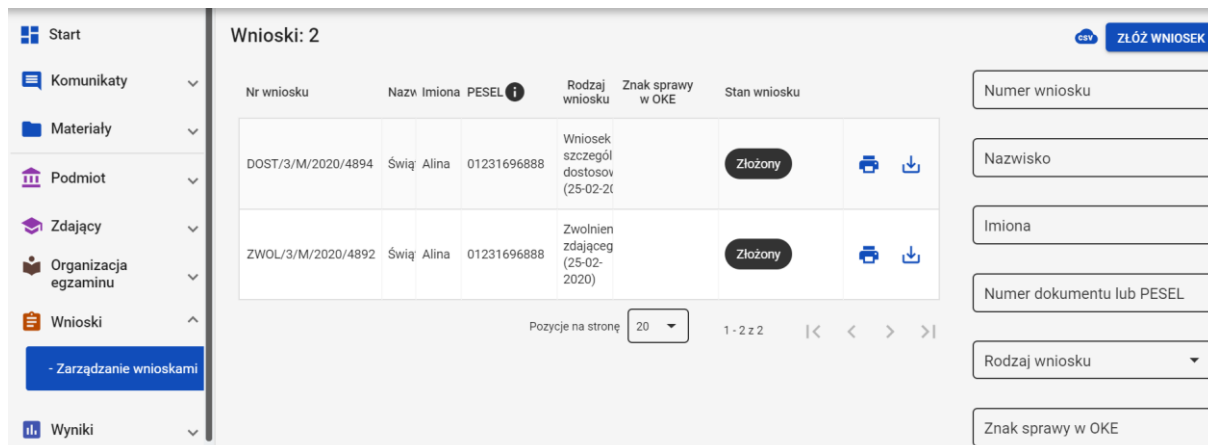 Start
Komunikaty
Materiały
Podmiot
Zdający
Organizacja
egzaminu
Wnioski
- Zarządzanie wnioskami
Wyniki
Wnioski: 2
csv
ZŁÓŻ WNIOSEK
Nr wniosku Nazw Imiona PESEL i Rodzaj wniosku Znak sprawy w OKE Stan wniosku
DOST/3/M/2020/4894 Świąt Alina 01231696888
Wniosek
szczegól
dostosov
(25-02-20
Złożony
ZWOL/3/M/2020/4892 Świąt Alina 01231696888
Zwolnien
zdająceg
(25-02-
2020)
Złożony
Pozycje na stronę 20 1 - 2 z 2
Numer wniosku
Nazwisko
Imiona
Numer dokumentu lub PESEL
Rodzaj wniosku
Znak sprawy w OKE